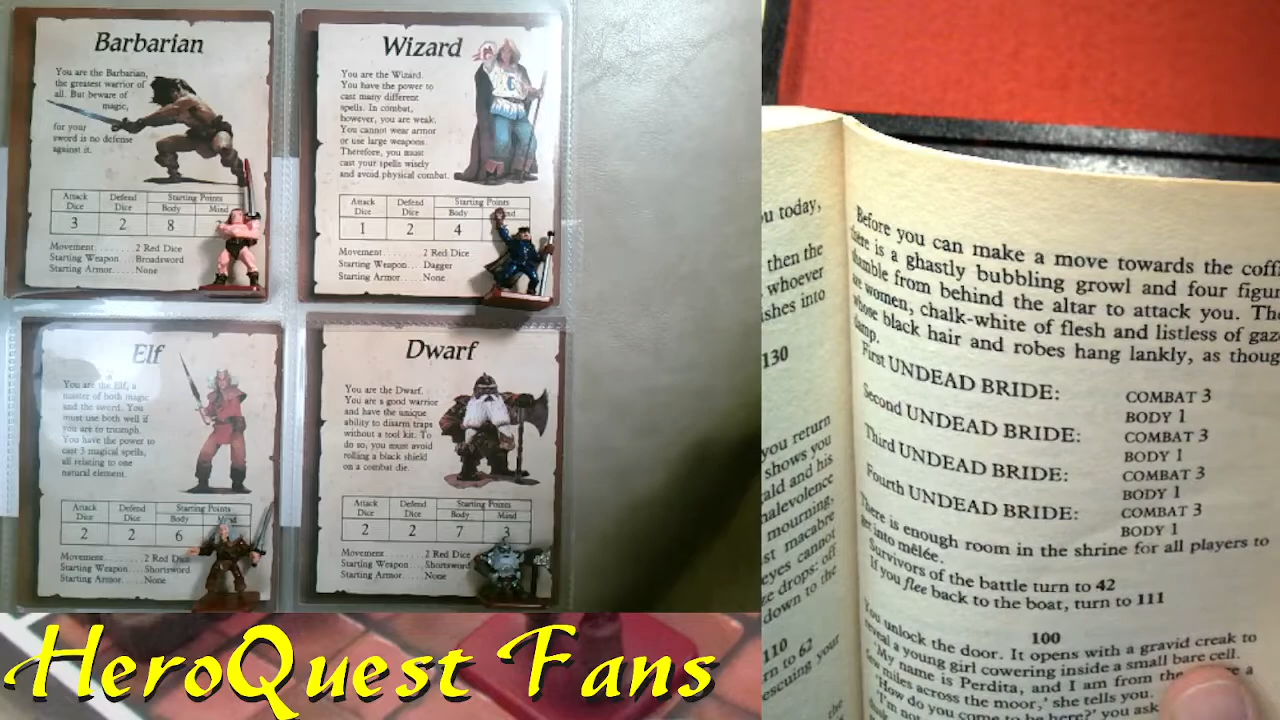 Barbarian
You are the Barbarian,
the greatest warrior of
all. But beware of
magic,
for your
sword is no defense
against it.
Attack Dice
Defend Dice
Starting Points
Body
Mind
3
2
8
Movement ........ 2 Red Dice
Starting Weapon ... Broadsword
Starting Armor ..... None
Wizard
You are the Wizard.
You have the power to
cast many different
spells. In combat,
however, you are weak.
You cannot wear armor
or use large weapons.
Therefore, you must
cast your spells wisely
and avoid physical combat.
Attack Dice
Defend Dice
Starting Points
Body
1
2
4
Movement ........ 2 Red Dice
Starting Weapon ... Dagger
Starting Armor ..... None
Elf
You are the Elf, a
master of both magic
and the sword. You
must use both well if
you are to triumph.
You have the power to
cast 3 magical spells,
all relating to one
natural element.
Attack Dice
Defend Dice
Starting Points
Body
Mind
2
2
6
Movement ........ 2 Red Dice
Starting Weapon ... Shortsword
Starting Armor ..... None
Dwarf
You are the Dwarf.
You are a good warrior
and have the unique
ability to disarm traps
without a tool kit. To
do so, you must avoid
rolling a black shield
on a combat die.
Attack Dice
Defend Dice
Starting Points
Body
Mind
2
2
7
3
Movement ........ 2 Red Dice
Starting Weapon ... Shortsword
Starting Armor ..... None
HeroQuest Fans
today,
then the
whoever
130
you return
shows you
and his
malevolence
mourning,
macabre
eyes cannot
drops: off
down to the
110
to 62
your
Before you can make a move towards the
there is a ghastly bubbling growl and four
from behind the altar to attack you.
women, chalk-white of flesh and listless of
whose black hair and robes hang lankly, as
First UNDEAD BRIDE: COMBAT 3
BODY 1
Second UNDEAD BRIDE: COMBAT 3
BODY 1
Third UNDEAD BRIDE: COMBAT 3
BODY 1
Fourth UNDEAD BRIDE: COMBAT 3
BODY 1
There is enough room in the shrine for all players to
get into mêlée.
Survivors of the battle turn to 42
If you flee back to the boat, turn to 111
100
You unlock the door. It opens with a gravid creak to
reveal a young girl cowering inside a small bare cell.
'My name is Perdita, and I am from the a
few miles across the moor,' she tells you.
'How do you come to be here?' you ask